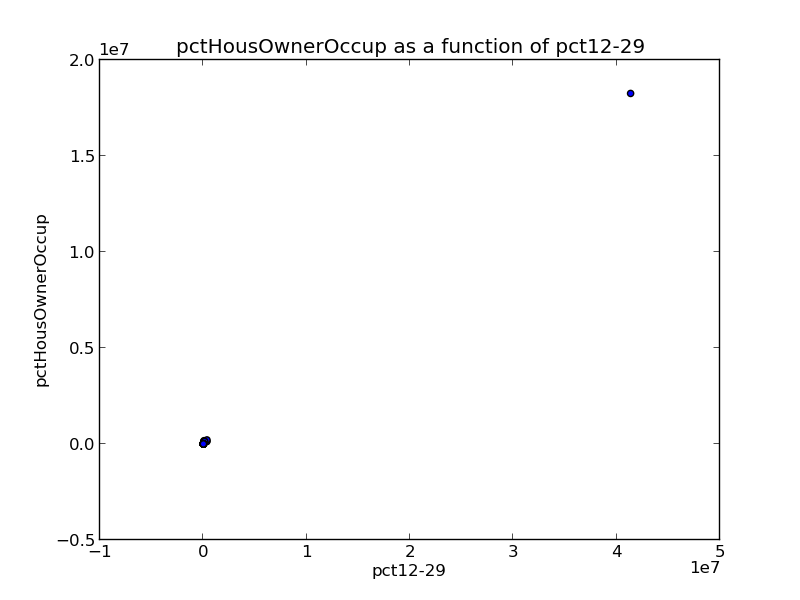 pctHousOwnerOccup as a function of pct12-29
1e7
2.0
1.5
1.0
0.5
0.0
−0.5
pctHousOwnerOccup
−1 0 1 2 3 4 5
1e7
pct12-29